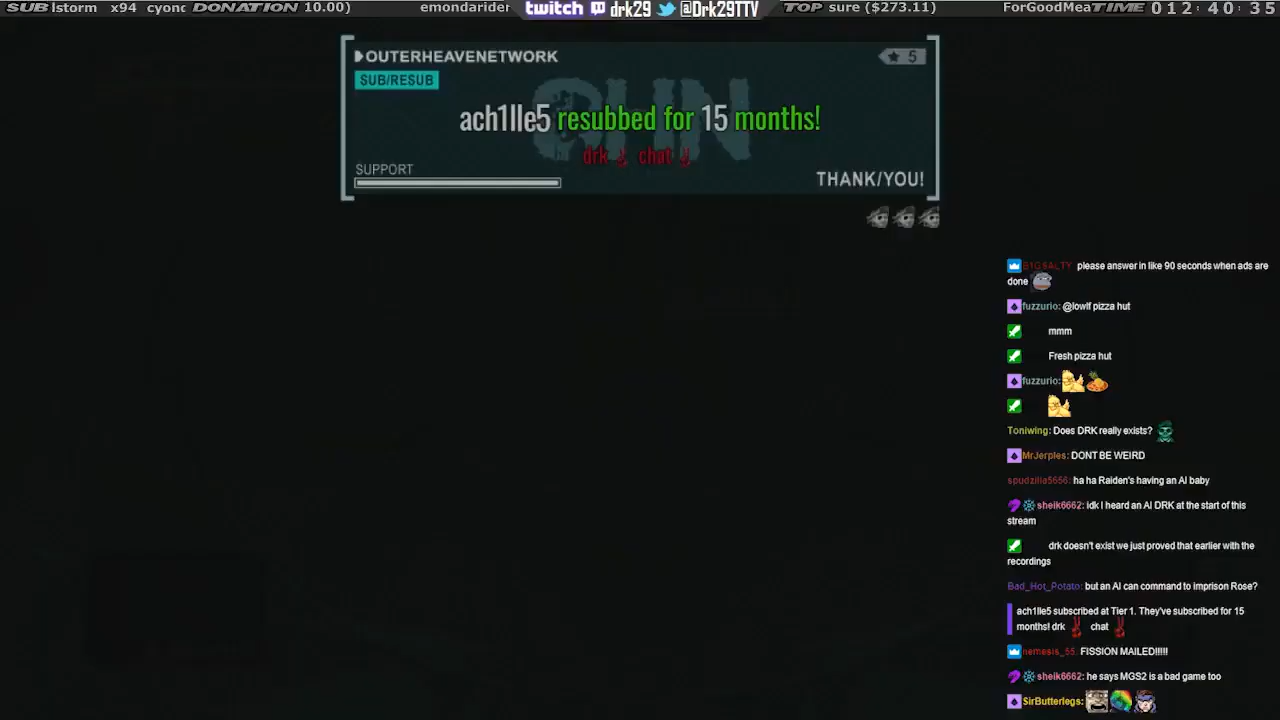 SUB lstorm x94 cyonc DONATION 10.00) emondarider twitch drk29 @Drk29TTV TOP sure ($273.11) ForGoodMea TIME 012:40:35
OUTERHEAVENETWORK
5
SUB/RESUB
OHN
ach1lle5 resubbed for 15 months!
drk chat
SUPPORT
THANK/YOU!
B1GSALTY please answer in like 90 seconds when ads are
done
fuzzurio: @lowlf pizza hut
mmm
Fresh pizza hut
fuzzurio:
Toniwing: Does DRK really exists?
MrJerples: DONT BE WEIRD
spudzilla5656: ha ha Raiden's having an AI baby
sheik6662: idk I heard an AI DRK at the start of this
stream
drk doesn't exist we just proved that earlier with the
recordings
Bad_Hot_Potato: but an AI can command to imprison Rose?
ach1lle5 subscribed at Tier 1. They've subscribed for 15
months! drk chat
nemesis_55: FISSION MAILED!!!!!
sheik6662: he says MGS2 is a bad game too
SirButterlegs: